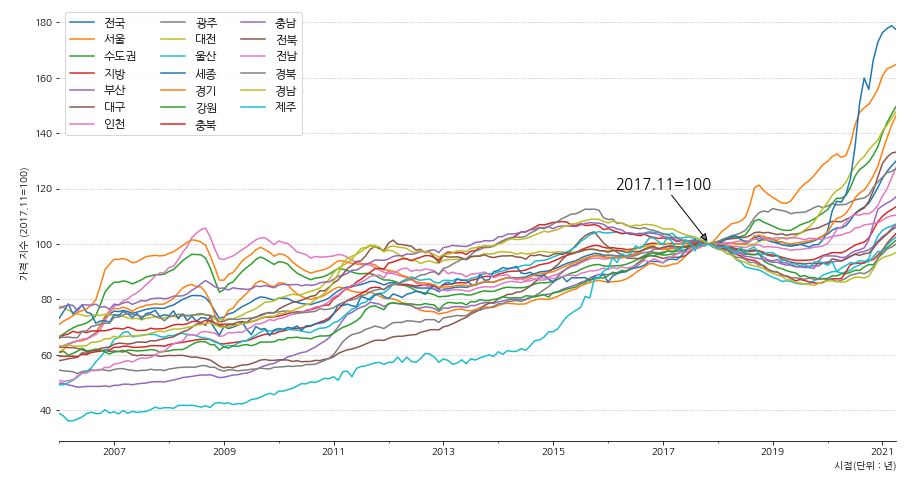 전국 광주 충남
서울 대전 전북
수도권 울산 전남
지방 세종 경북
부산 경기 경남
대구 강원 제주
인천 충북
180
160
140
120
100
80
60
40
가격 지수 (2017.11=100)
2017.11=100
2007 2009 2011 2013 2015 2017 2019 2021
시점(단위 : 년)